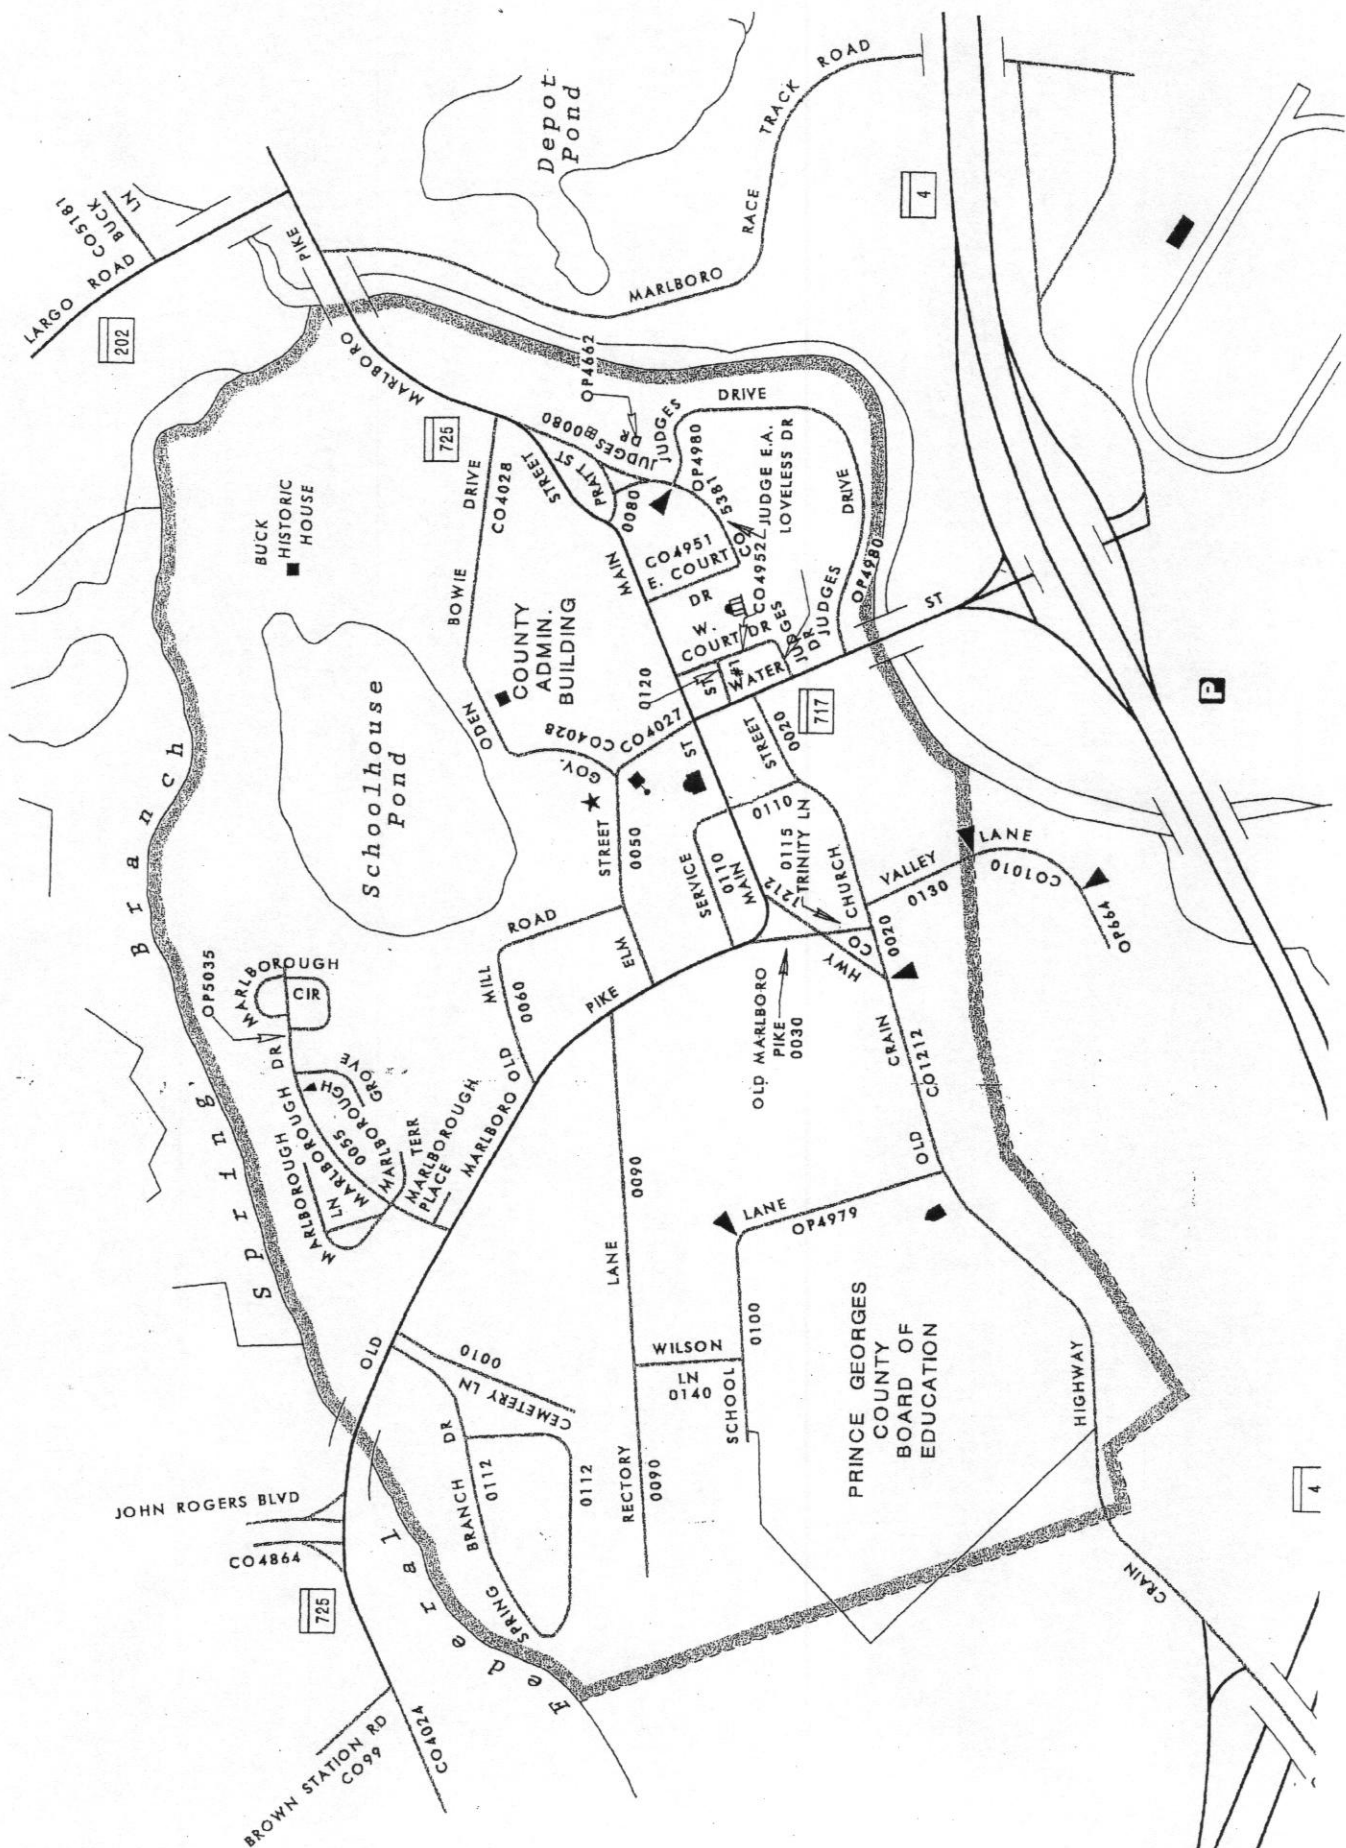 Depot
Pond
LARGO ROAD
CO5181
BUCK
LN
202
PIKE
RACE TRACK ROAD
MARLBORO
4
MARLBORO
725
OP4662
JUDGES 0080
JUDGES
DR
JUDGES
DRIVE
OP4980
BUCK
HISTORIC
HOUSE
BOWIE DRIVE
CO4028
STREET
PRATT ST
0080
MAIN
CO4951
E. COURT
DR
CO 5381
CO4952
JUDGE E.A.
LOVELESS DR
JUDGES
DRIVE
OP4980
COUNTY
ADMIN.
BUILDING
W.
COURT DR
JUDGES
DR
0120
ST
#1
WATER
ST
717
ODEN
CO4028
CO4027
GOV.
Schoolhouse
Pond
STREET
0050
ST
STREET
0020
0110
SERVICE
0110
MAIN
0115
TRINITY LN
1212
CHURCH
VALLEY
LANE
0130
CO1010
OP664
P
ROAD
ELM
MILL
0060
PIKE
HWY
CO
0020
OLD MARLBORO
PIKE
0030
CRAIN
CO1212
OLD
OP5035
MARLBOROUGH
CIR
MARLBOROUGH DR
GROVE
MARLBOROUGH
0055
MARLBOROUGH
LN
MARLBOROUGH
MARLBOROUGH
TERR
MARLBOROUGH
PLACE
MARLBORO OLD
OLD
0090
LANE
LANE
OP4979
0100
WILSON
LN
0140
SCHOOL
RECTORY
0090
CEMETERY LN
0010
SPRING BRANCH DR
0112
0112
PRINCE GEORGES
COUNTY
BOARD OF
EDUCATION
HIGHWAY
CRAIN
4
JOHN ROGERS BLVD
CO4864
725
BROWN STATION RD
CO99
CO4024
Federal Spring Branch